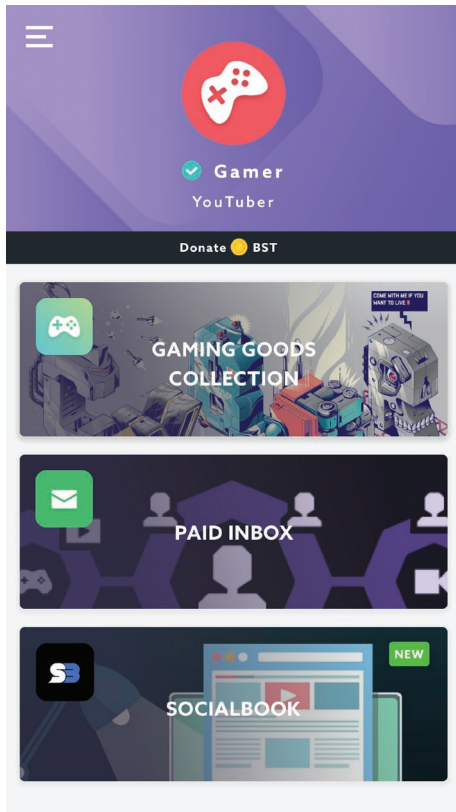 Gamer
YouTuber
Donate BST
COME WITH ME IF YOU
WANT TO LIVE !!
GAMING GOODS
COLLECTION
PAID INBOX
SB
NEW
SOCIALBOOK